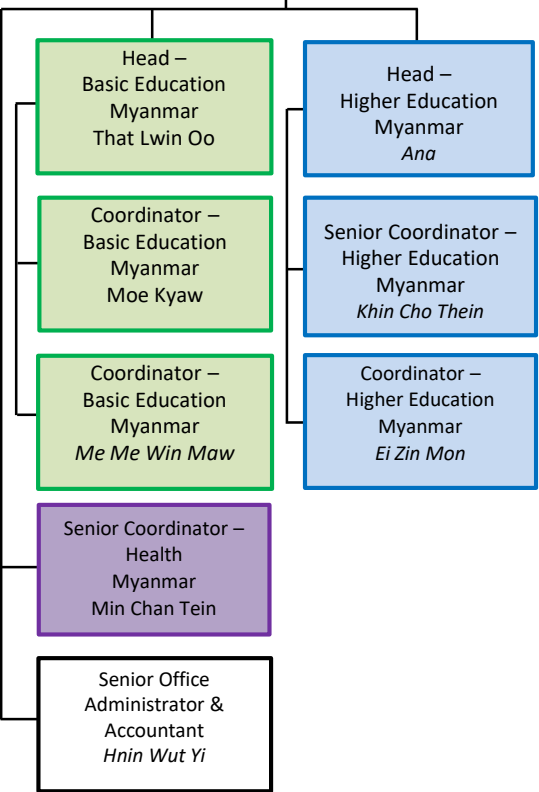 Head –
Basic Education
Myanmar
That Lwin Oo
Coordinator –
Basic Education
Myanmar
Moe Kyaw
Coordinator –
Basic Education
Myanmar
Me Me Win Maw
Senior Coordinator –
Health
Myanmar
Min Chan Tein
Senior Office
Administrator &
Accountant
Hnin Wut Yi
Head –
Higher Education
Myanmar
Ana
Senior Coordinator –
Higher Education
Myanmar
Khin Cho Thein
Coordinator –
Higher Education
Myanmar
Ei Zin Mon